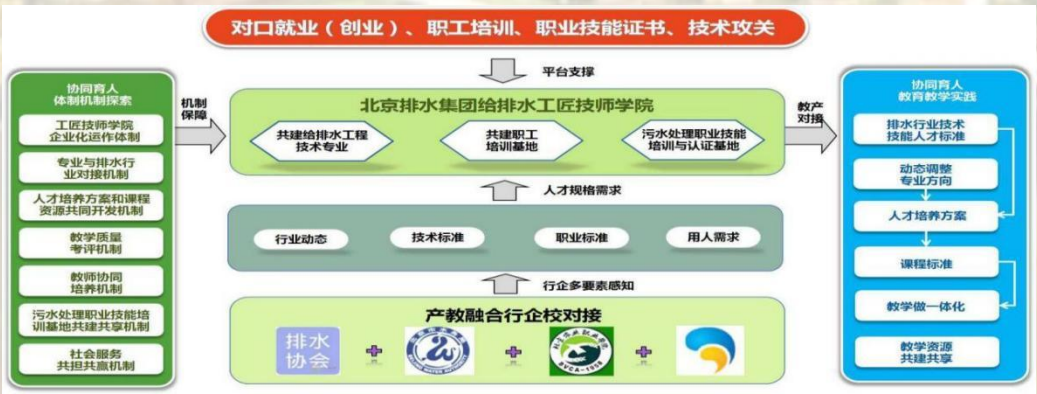 对口就业（创业）、职工培训、职业技能证书、技术攻关
平台支撑
协同育人
体制机制探索
工匠技师学院
企业化运作体制
专业与排水行
业对接机制
人才培养方案和课程
资源共同开发机制
教学质量
考评机制
教师协同
培养机制
污水处理职业技能培
训基地共建共享机制
社会服务
共担共赢机制
机制
保障
北京排水集团给排水工匠技师学院
共建给排水工程
技术专业
共建职工
培训基地
污水处理职业技能
培训与认证基地
人才规格需求
行业动态
技术标准
职业标准
用人需求
行企多要素感知
产教融合行企校对接
排水
协会
BVCA-1958
教产
对接
协同育人
教育教学实践
排水行业技术
技能人才标准
动态调整
专业方向
人才培养方案
课程标准
教学做一体化
教学资源
共建共享